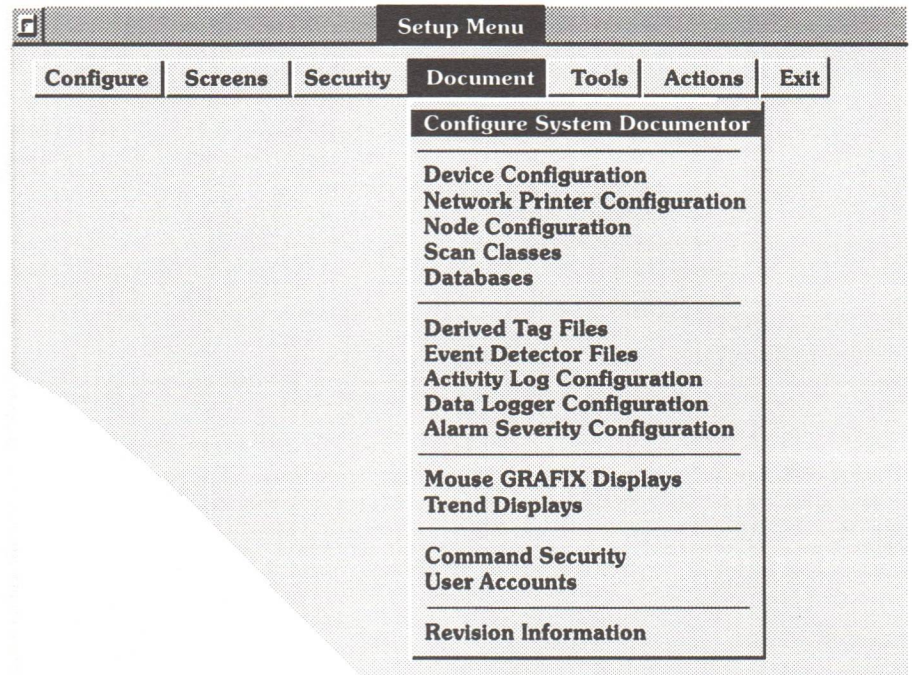 Setup Menu
Configure Screens Security Document Tools Actions Exit
Configure System Documentor
Device Configuration
Network Printer Configuration
Node Configuration
Scan Classes
Databases
Derived Tag Files
Event Detector Files
Activity Log Configuration
Data Logger Configuration
Alarm Severity Configuration
Mouse GRAFIX Displays
Trend Displays
Command Security
User Accounts
Revision Information